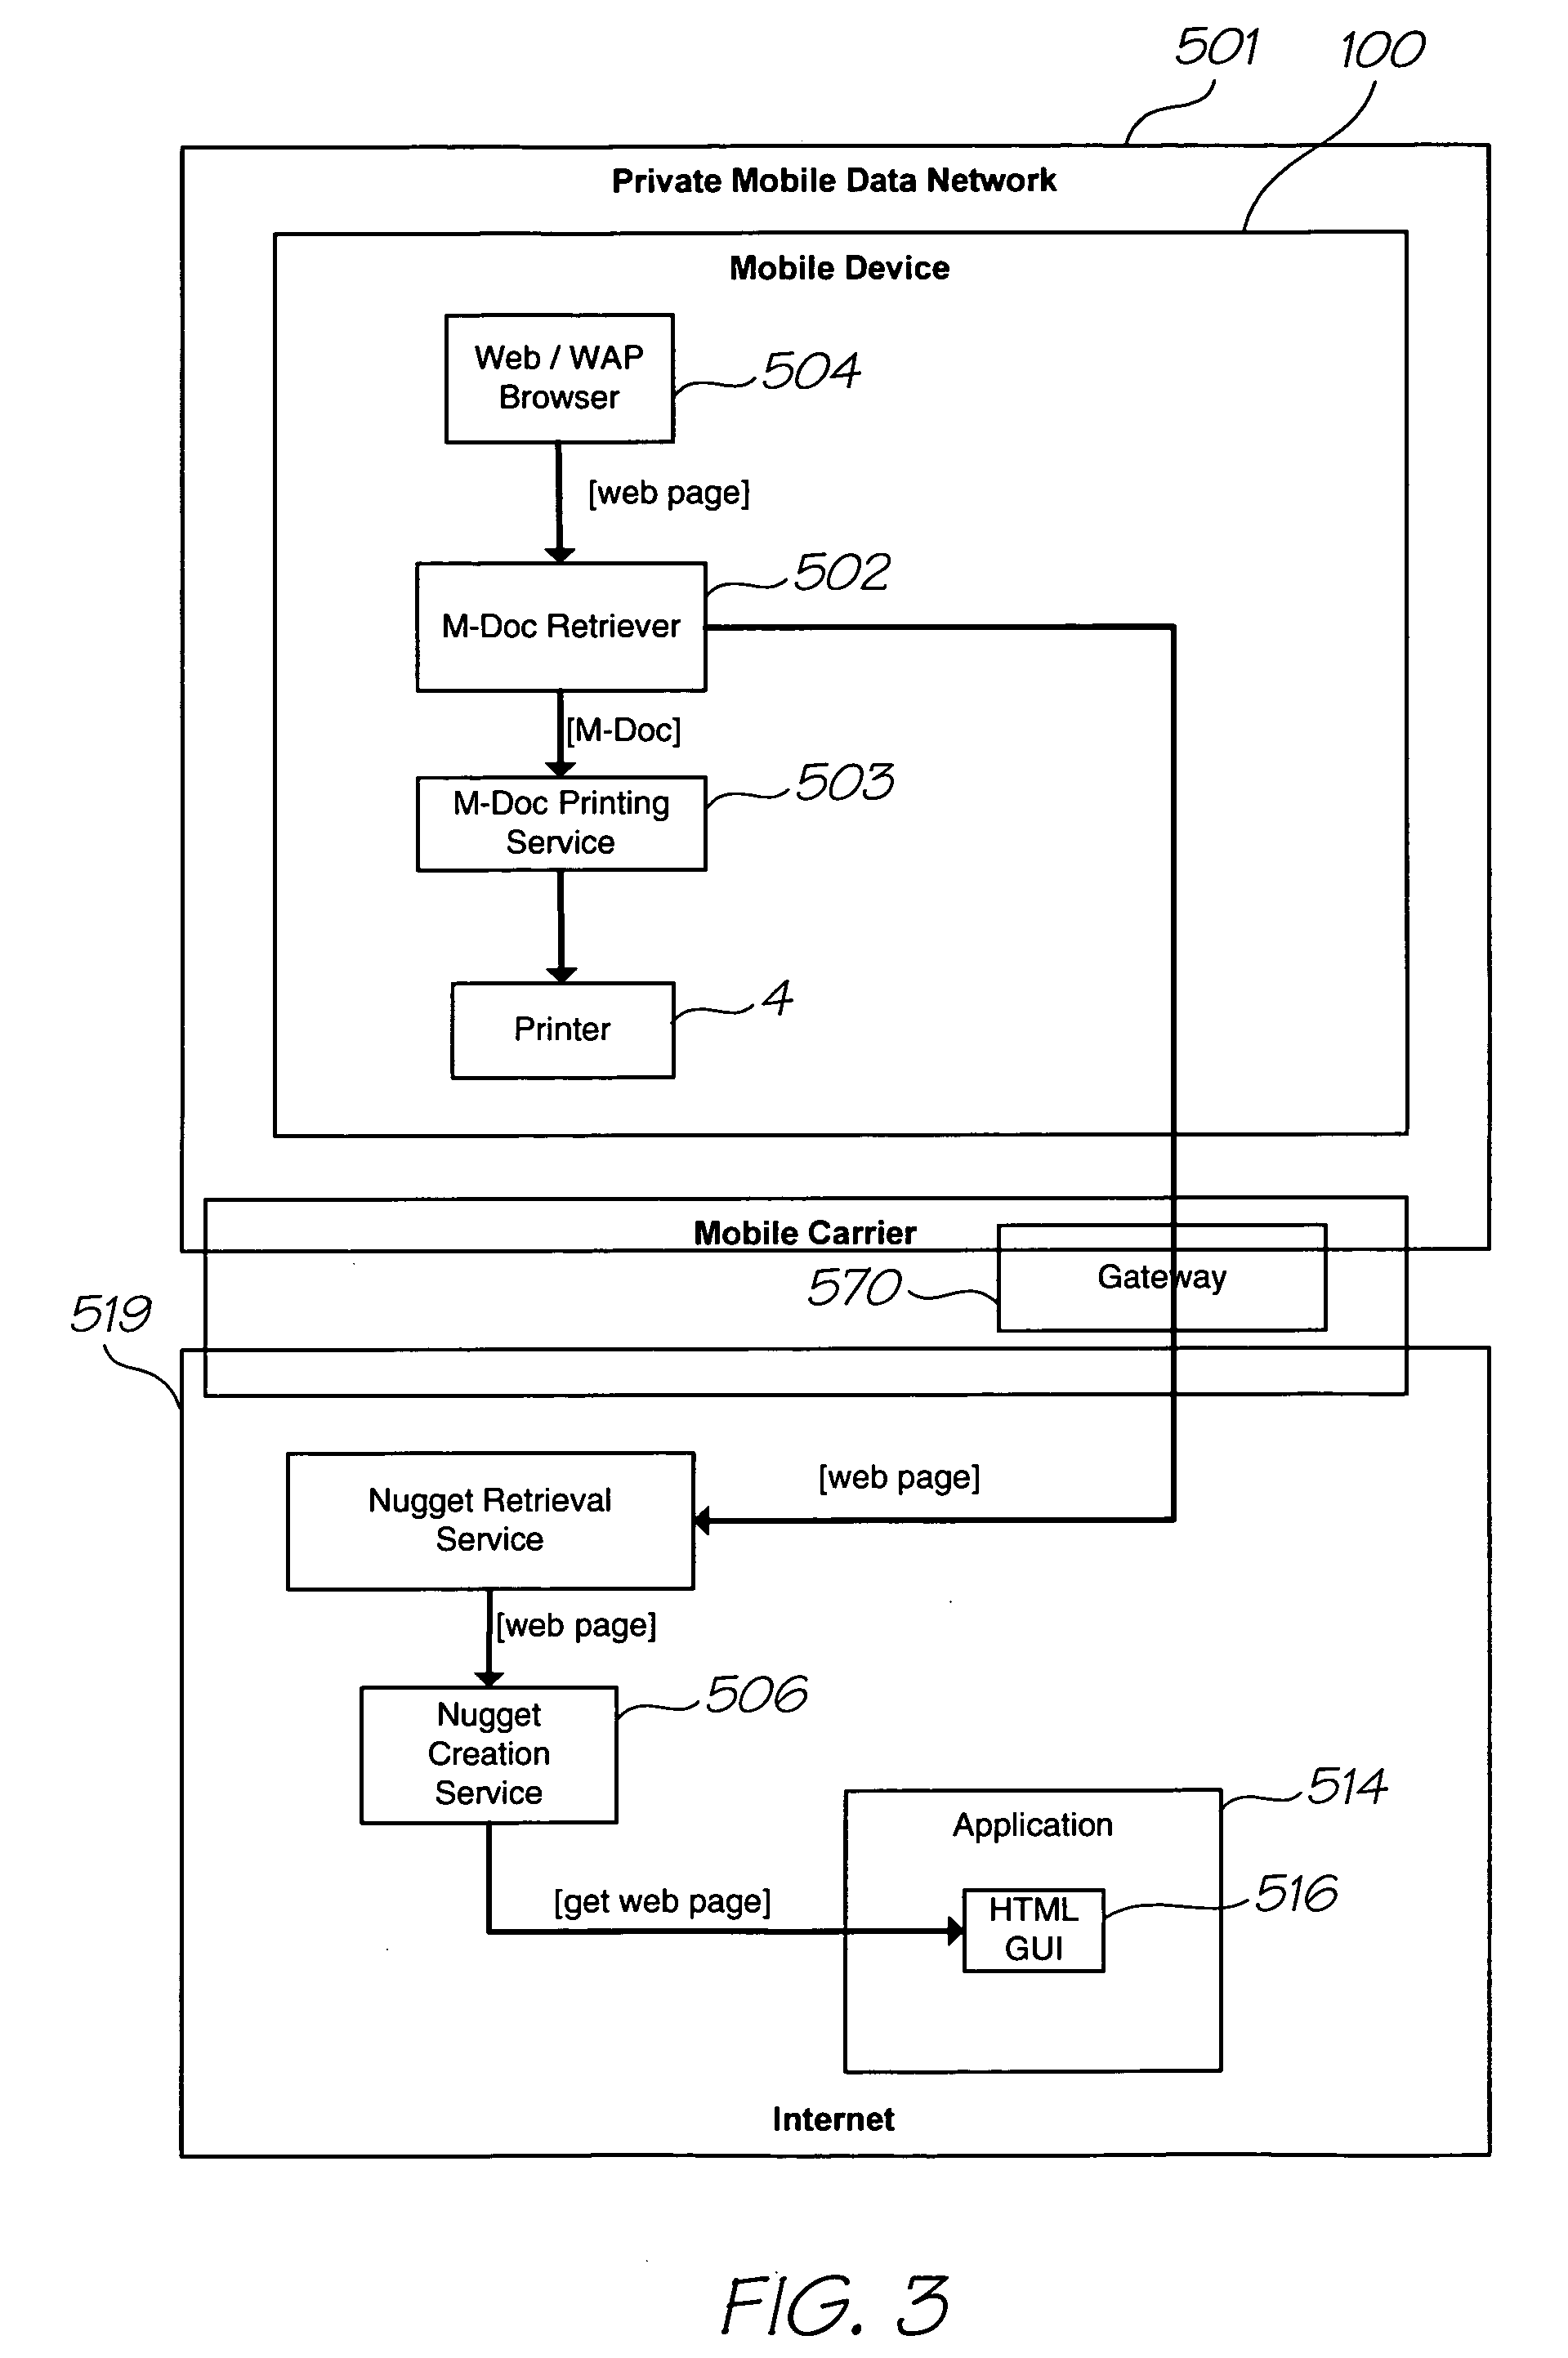 501
100
Private Mobile Data Network
Mobile Device
Web / WAP
Browser
504
[web page]
502
M-Doc Retriever
[M-Doc]
503
M-Doc Printing
Service
4
Printer
Mobile Carrier
Gateway
570
519
[web page]
Nugget Retrieval
Service
[web page]
506
Nugget
Creation
Service
514
Application
[get web page]
516
HTML
GUI
Internet
FIG. 3